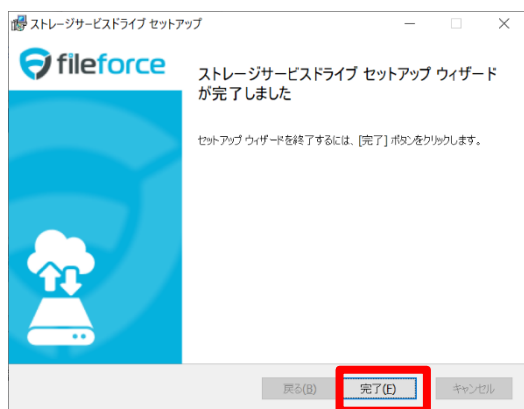 ストレージサービスドライブ セットアップ
fileforce
ストレージサービスドライブ セットアップ ウィザード
が完了しました
セットアップ ウィザードを終了するには、[完了] ボタンをクリックします。
戻る(B) 完了(F) キャンセル